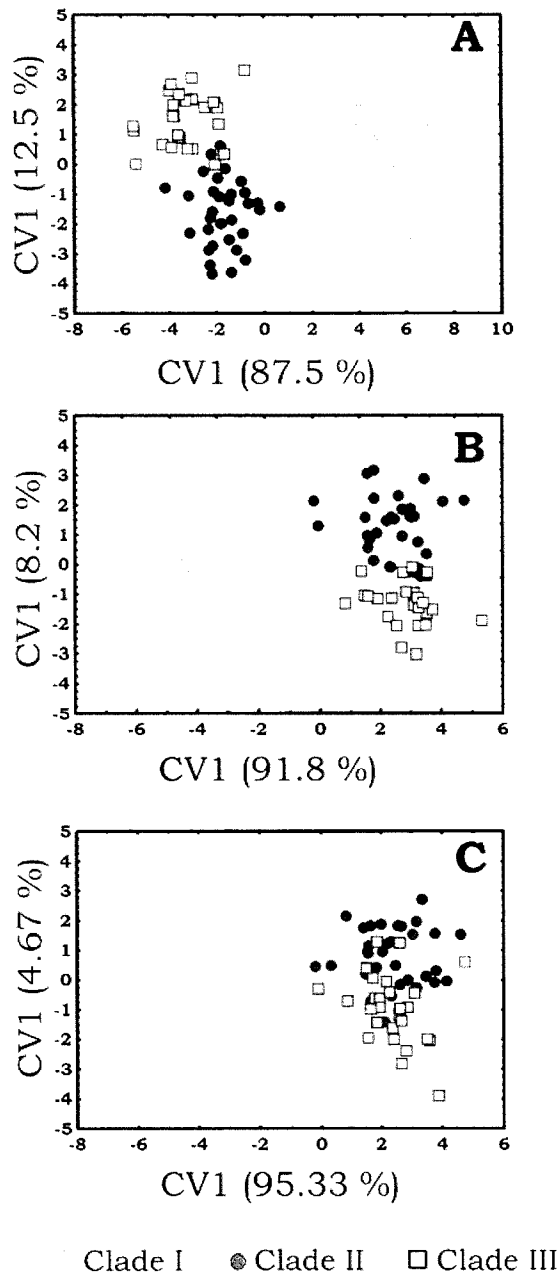 A
5
4
3
2
1
0
-1
-2
-3
-4
-5
CV1 (12.5 %)
-8 -6 -4 -2 0 2 4 6 8 10
CV1 (87.5 %)
B
5
4
3
2
1
0
-1
-2
-3
-4
-5
CV1 (8.2 %)
-8 -6 -4 -2 0 2 4 6
CV1 (91.8 %)
C
5
4
3
2
1
0
-1
-2
-3
-4
-5
CV1 (4.67 %)
-8 -6 -4 -2 0 2 4 6
CV1 (95.33 %)
Clade I Clade II Clade III